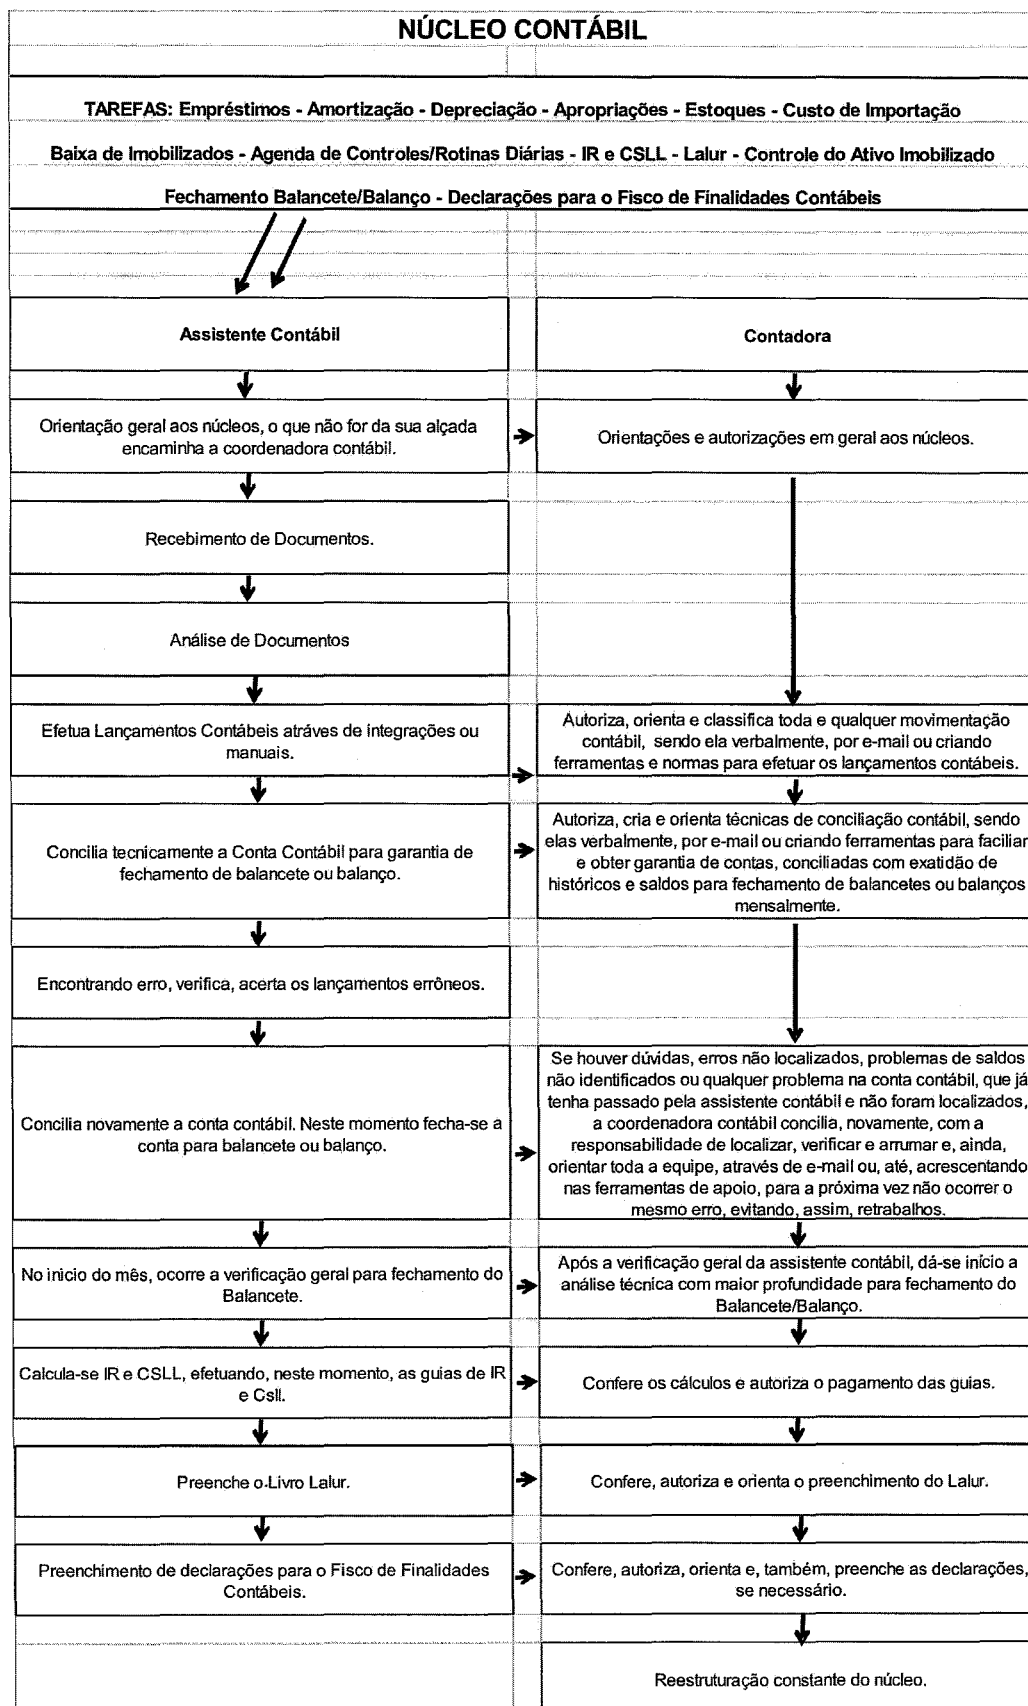 NÚCLEO CONTÁBIL
TAREFAS: Empréstimos - Amortização - Depreciação - Apropriações - Estoques - Custo de Importação
Baixa de Imobilizados - Agenda de Controles/Rotinas Diárias - IR e CSLL - Lalur - Controle do Ativo Imobilizado
Fechamento Balancete/Balanço - Declarações para o Fisco de Finalidades Contábeis
Assistente Contábil
Contadora
Orientação geral aos núcleos, o que não for da sua alçada
encaminha a coordenadora contábil.
Orientações e autorizações em geral aos núcleos.
Recebimento de Documentos.
Análise de Documentos
Efetua Lançamentos Contábeis atráves de integrações ou
manuais.
Autoriza, orienta e classifica toda e qualquer movimentação
contábil, sendo ela verbalmente, por e-mail ou criando
ferramentas e normas para efetuar os lançamentos contábeis.
Concilia tecnicamente a Conta Contábil para garantia de
fechamento de balancete ou balanço.
Autoriza, cria e orienta técnicas de conciliação contábil, sendo
elas verbalmente, por e-mail ou criando ferramentas para faciliar
e obter garantia de contas, conciliadas com exatidão de
históricos e saldos para fechamento de balancetes ou balanços
mensalmente.
Encontrando erro, verifica, acerta os lançamentos errôneos.
Concilia novamente a conta contábil. Neste momento fecha-se a
conta para balancete ou balanço.
Se houver dúvidas, erros não localizados, problemas de saldos
não identificados ou qualquer problema na conta contábil, que já
tenha passado pela assistente contábil e não foram localizados,
a coordenadora contábil concilia, novamente, com a
responsabilidade de localizar, verificar e arrumar e, ainda,
orientar toda a equipe, através de e-mail ou, até, acrescentando
nas ferramentas de apoio, para a próxima vez não ocorrer o
mesmo erro, evitando, assim, retrabalhos.
No inicio do mês, ocorre a verificação geral para fechamento do
Balancete.
Após a verificação geral da assistente contábil, dá-se início a
análise técnica com maior profundidade para fechamento do
Balancete/Balanço.
Calcula-se IR e CSLL, efetuando, neste momento, as guias de IR
e Csll.
Confere os cálculos e autoriza o pagamento das guias.
Preenche o Livro Lalur.
Confere, autoriza e orienta o preenchimento do Lalur.
Preenchimento de declarações para o Fisco de Finalidades
Contábeis.
Confere, autoriza, orienta e, também, preenche as declarações,
se necessário.
Reestruturação constante do núcleo.